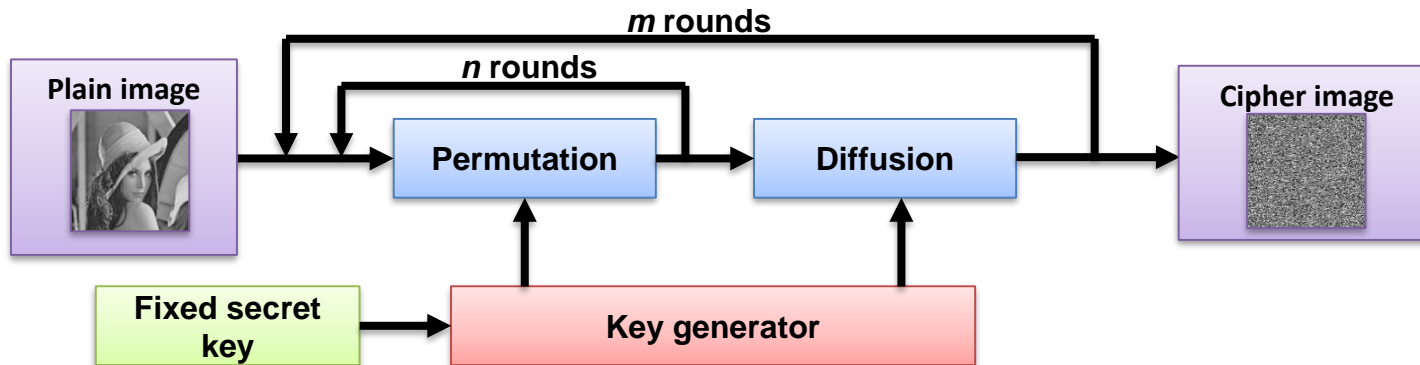 m rounds
n rounds
Plain image
Cipher image
Permutation
Diffusion
Fixed secret
key
Key generator